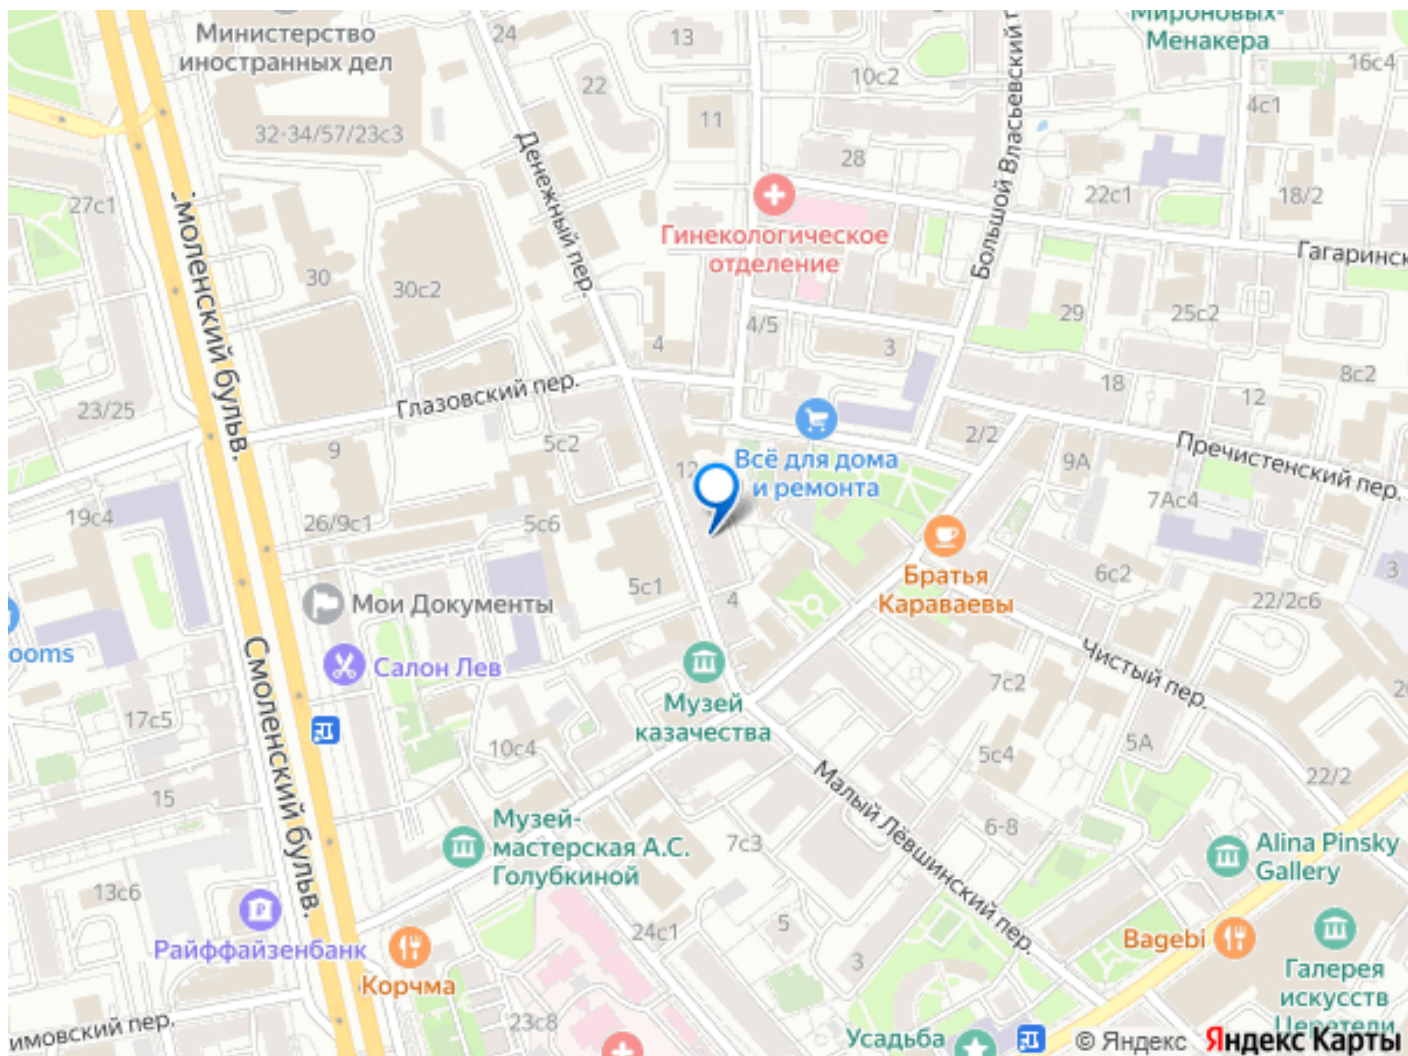 Министерство
иностранных дел
24
13
Мироновых-
Менакера
16с4
22
10с2
4с1
11
32-34/57/23с3
28
Денежный пер.
Большой Власьевский п
22с1
18/2
27с1
Смоленский бульв.
Гинекологическое
отделение
Гагаринск
30
30с2
4/5
29
25с2
4
3
8с2
Глазовский пер.
18
12
23/25
5с2
9
2/2
Пречистенский пер.
Всё для дома
и ремонта
12
9А
7Ас4
19с4
26/9с1
5с6
Братья
Караваевы
6с2
3
5с1
4
22/2с6
Мои Документы
ooms
Салон Лев
Смоленский бульв.
Чистый пер.
7с2
20
Музей
казачества
17с5
10с4
5с4
5А
22/2
15
Малый Лёвшинский пер.
Музей-
мастерская А.С.
Голубкиной
7с3
6-8
Alina Pinsky
Gallery
13с6
24с1
5
Bagebi
Райффайзенбанк
3
Корчма
Галерея
искусств
Церетели
23с8
имовский пер.
Усадьба
© Яндекс
Яндекс Карты